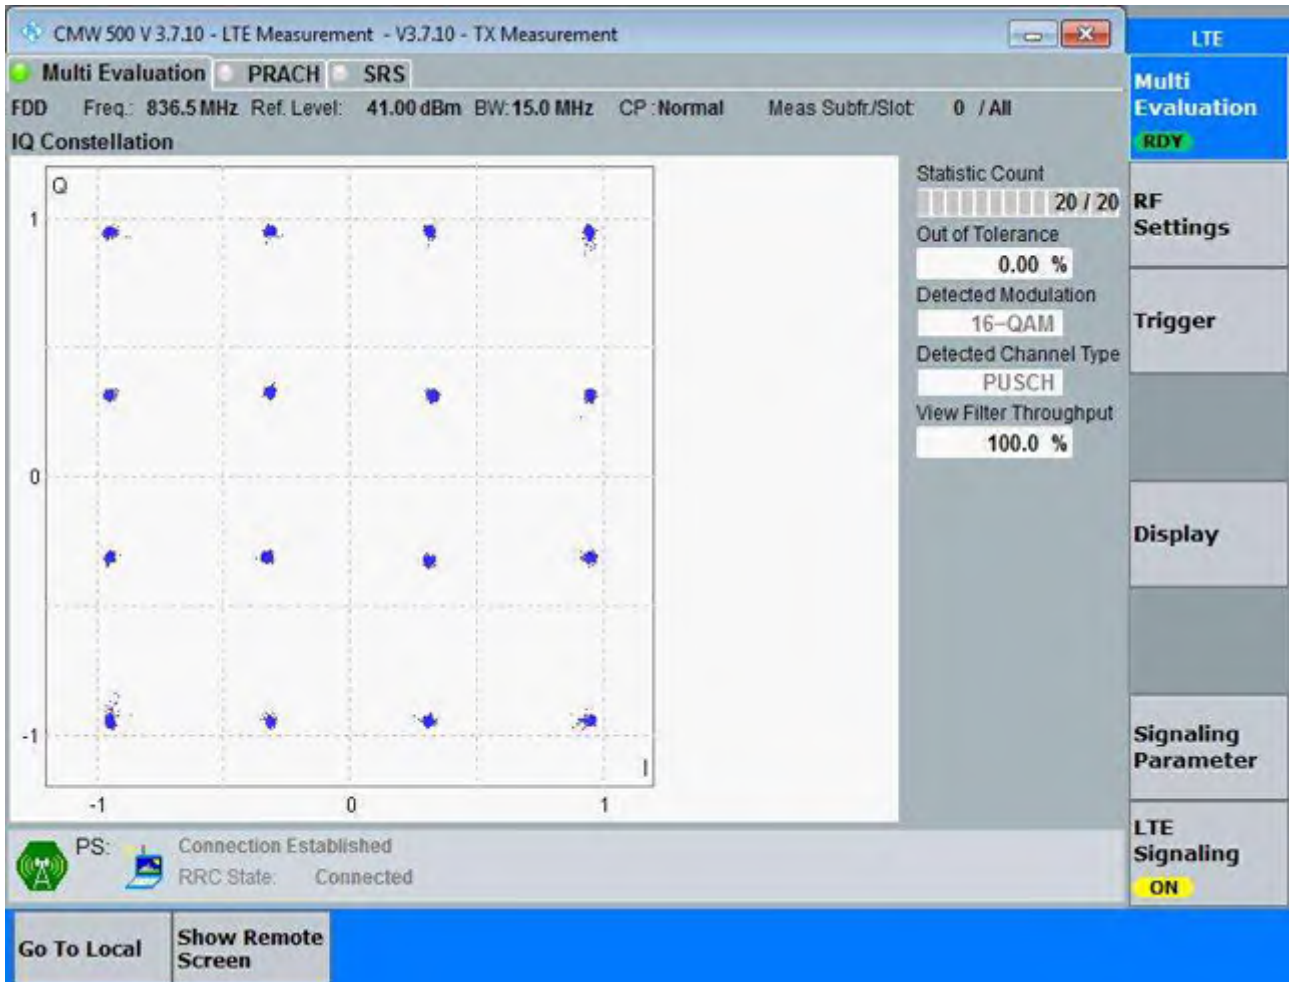 CMW 500 V 3.7.10 - LTE Measurement - V3.7.10 - TX Measurement
LTE
Multi Evaluation PRACH SRS
FDD Freq.: 836.5 MHz Ref. Level: 41.00 dBm BW: 15.0 MHz CP : Normal Meas Subfr./Slot: 0 / All
IQ Constellation
Q
1
0
-1
-1 0 1
I
Statistic Count
20 / 20
Out of Tolerance
0.00 %
Detected Modulation
16-QAM
Detected Channel Type
PUSCH
View Filter Throughput
100.0 %
Multi
Evaluation
RDY
RF
Settings
Trigger
Display
Signaling
Parameter
LTE
Signaling
ON
PS: Connection Established
RRC State: Connected
Go To Local
Show Remote
Screen